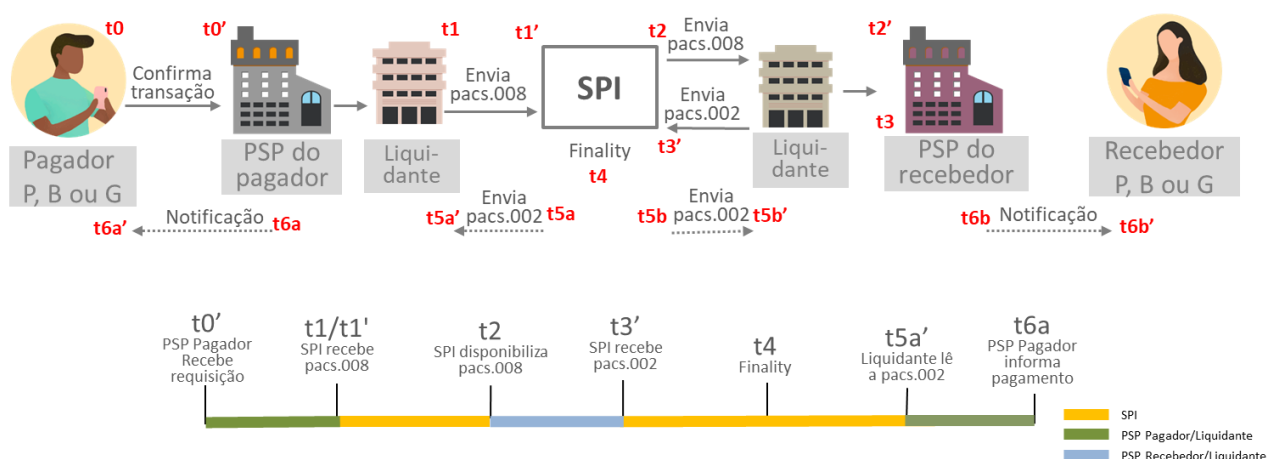 t0
t0’
t1
t1’
t2
Envia
pacs.008
t2’
Confirma
transação
Envia
pacs.008
SPI
Envia
pacs.002
t3
t3’
Pagador
P, B ou G
PSP do
pagador
Liqui-
dante
Finality
t4
Liqui-
dante
PSP do
recebedor
Recebedor
P, B ou G
t6a’
Notificação
t6a
t5a’
Envia
pacs.002
t5a
t5b
Envia
pacs.002
t5b’
t6b
Notificação
t6b’
t0’
PSP Pagador
Recebe
requisição
t1/t1'
SPI recebe
pacs.008
t2
SPI disponibiliza
pacs.008
t3’
SPI recebe
pacs.002
t4
Finality
t5a’
Liquidante lê
a pacs.002
t6a
PSP Pagador
informa
pagamento
SPI
PSP Pagador/Liquidante
PSP Recebedor/Liquidante